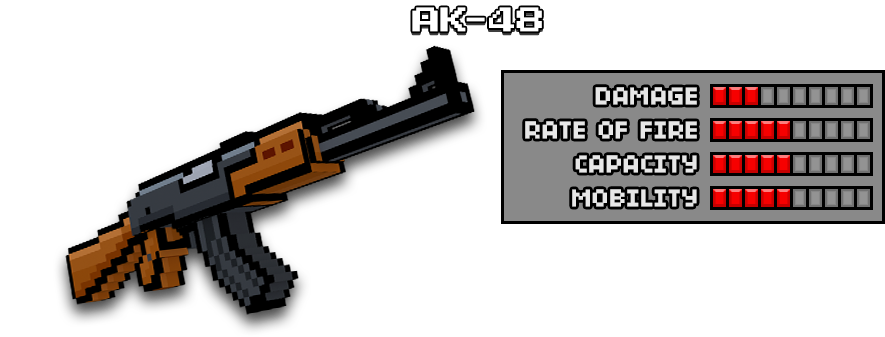 AK-48
DAMAGE
RATE OF FIRE
CAPACITY
MOBILITY